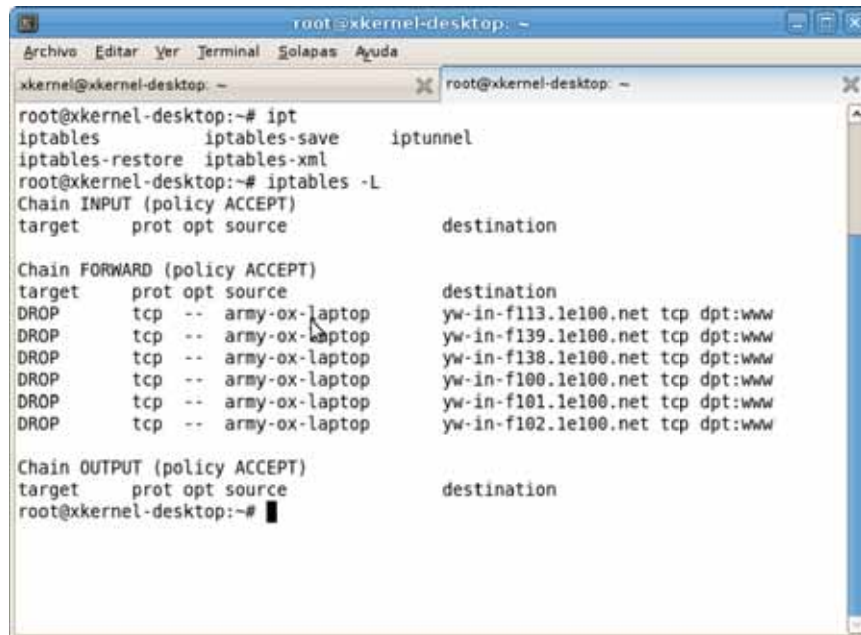 root@xkernel-desktop: ~
Archivo Editar Ver Terminal Solapas Ayuda
xkernel@xkernel-desktop: ~ root@xkernel-desktop: ~
root@xkernel-desktop:~# ipt
iptables iptables-save iptunnel
iptables-restore iptables-xml
root@xkernel-desktop:~# iptables -L
Chain INPUT (policy ACCEPT)
target prot opt source destination
Chain FORWARD (policy ACCEPT)
target prot opt source destination
DROP tcp -- army-ox-laptop yw-in-f113.1e100.net tcp dpt:www
DROP tcp -- army-ox-laptop yw-in-f139.1e100.net tcp dpt:www
DROP tcp -- army-ox-laptop yw-in-f138.1e100.net tcp dpt:www
DROP tcp -- army-ox-laptop yw-in-f100.1e100.net tcp dpt:www
DROP tcp -- army-ox-laptop yw-in-f101.1e100.net tcp dpt:www
DROP tcp -- army-ox-laptop yw-in-f102.1e100.net tcp dpt:www
Chain OUTPUT (policy ACCEPT)
target prot opt source destination
root@xkernel-desktop:~#